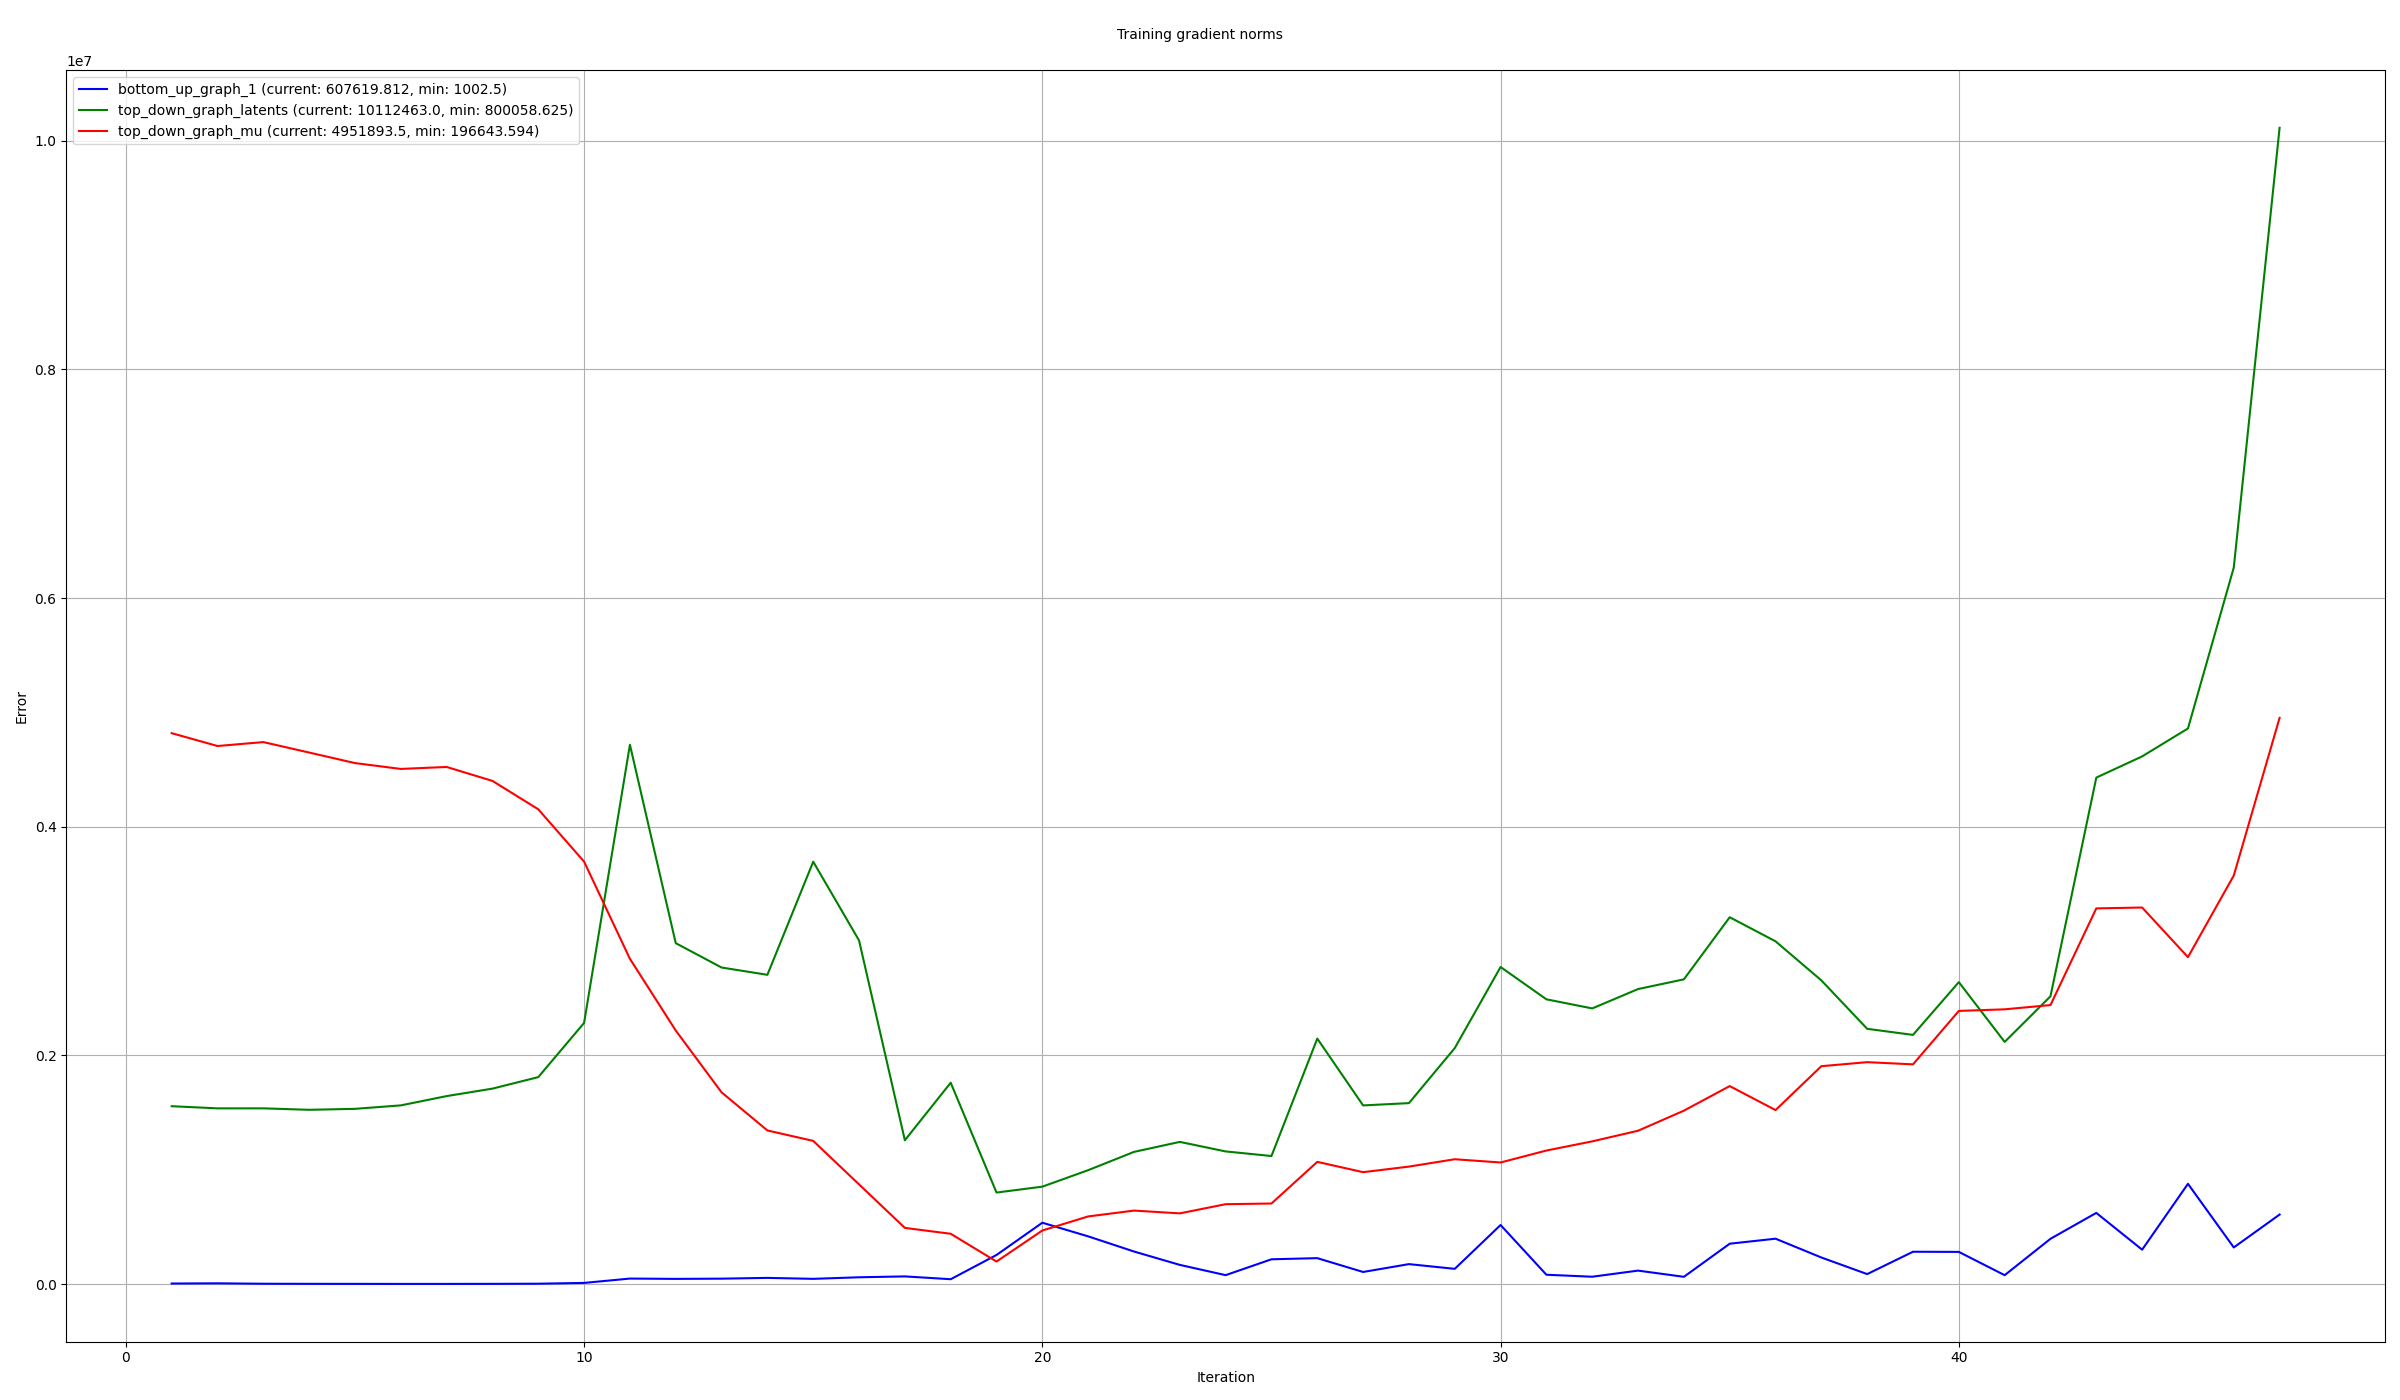 Training gradient norms
1e7
bottom_up_graph_1 (current: 607619.812, min: 1002.5)
top_down_graph_latents (current: 10112463.0, min: 800058.625)
top_down_graph_mu (current: 4951893.5, min: 196643.594)
1.0
0.8
0.6
0.4
0.2
0.0
Error
0 10 20 30 40
Iteration